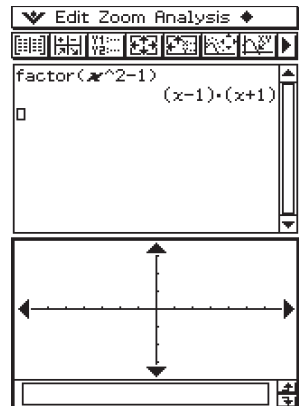 Edit Zoom Analysis ◆
factor(x^2-1)
(x-1)·(x+1)